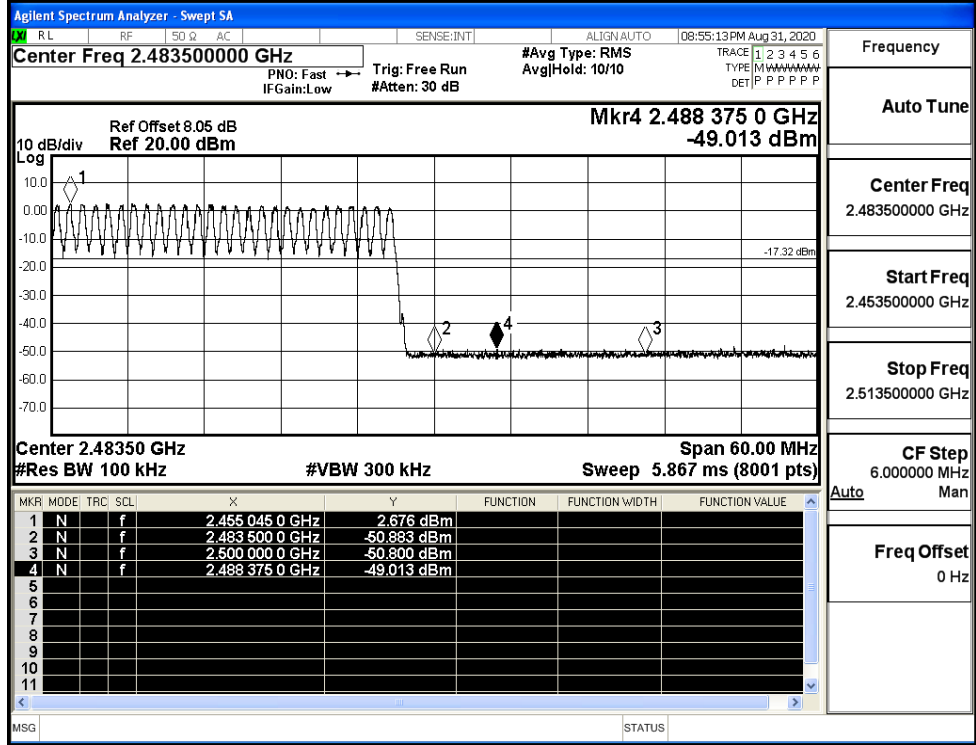 Agilent Spectrum Analyzer - Swept SA
LXI RL RF 50 Ω AC SENSE:INT ALIGN AUTO 08:55:13 PM Aug 31, 2020
Center Freq 2.483500000 GHz
PNO: Fast
IFGain:Low
Trig: Free Run
#Atten: 30 dB
#Avg Type: RMS
Avg|Hold: 10/10
TRACE 1 2 3 4 5 6
TYPE M WWWWW
DET P P P P P P
Frequency
Auto Tune
Center Freq
2.483500000 GHz
Start Freq
2.453500000 GHz
Stop Freq
2.513500000 GHz
CF Step
6.000000 MHz
Auto Man
Freq Offset
0 Hz
Mkr4 2.488 375 0 GHz
-49.013 dBm
Ref Offset 8.05 dB
10 dB/div Ref 20.00 dBm
Log
10.0
0.00
-10.0
-20.0
-30.0
-40.0
-50.0
-60.0
-70.0
1
-17.32 dBm
2
4
3
Center 2.48350 GHz Span 60.00 MHz
#Res BW 100 kHz #VBW 300 kHz Sweep 5.867 ms (8001 pts)
MKR MODE TRC SCL X Y FUNCTION FUNCTION WIDTH FUNCTION VALUE
1 N f 2.455 045 0 GHz 2.676 dBm
2 N f 2.483 500 0 GHz -50.883 dBm
3 N f 2.500 000 0 GHz -50.800 dBm
4 N f 2.488 375 0 GHz -49.013 dBm
5
6
7
8
9
10
11
MSG STATUS